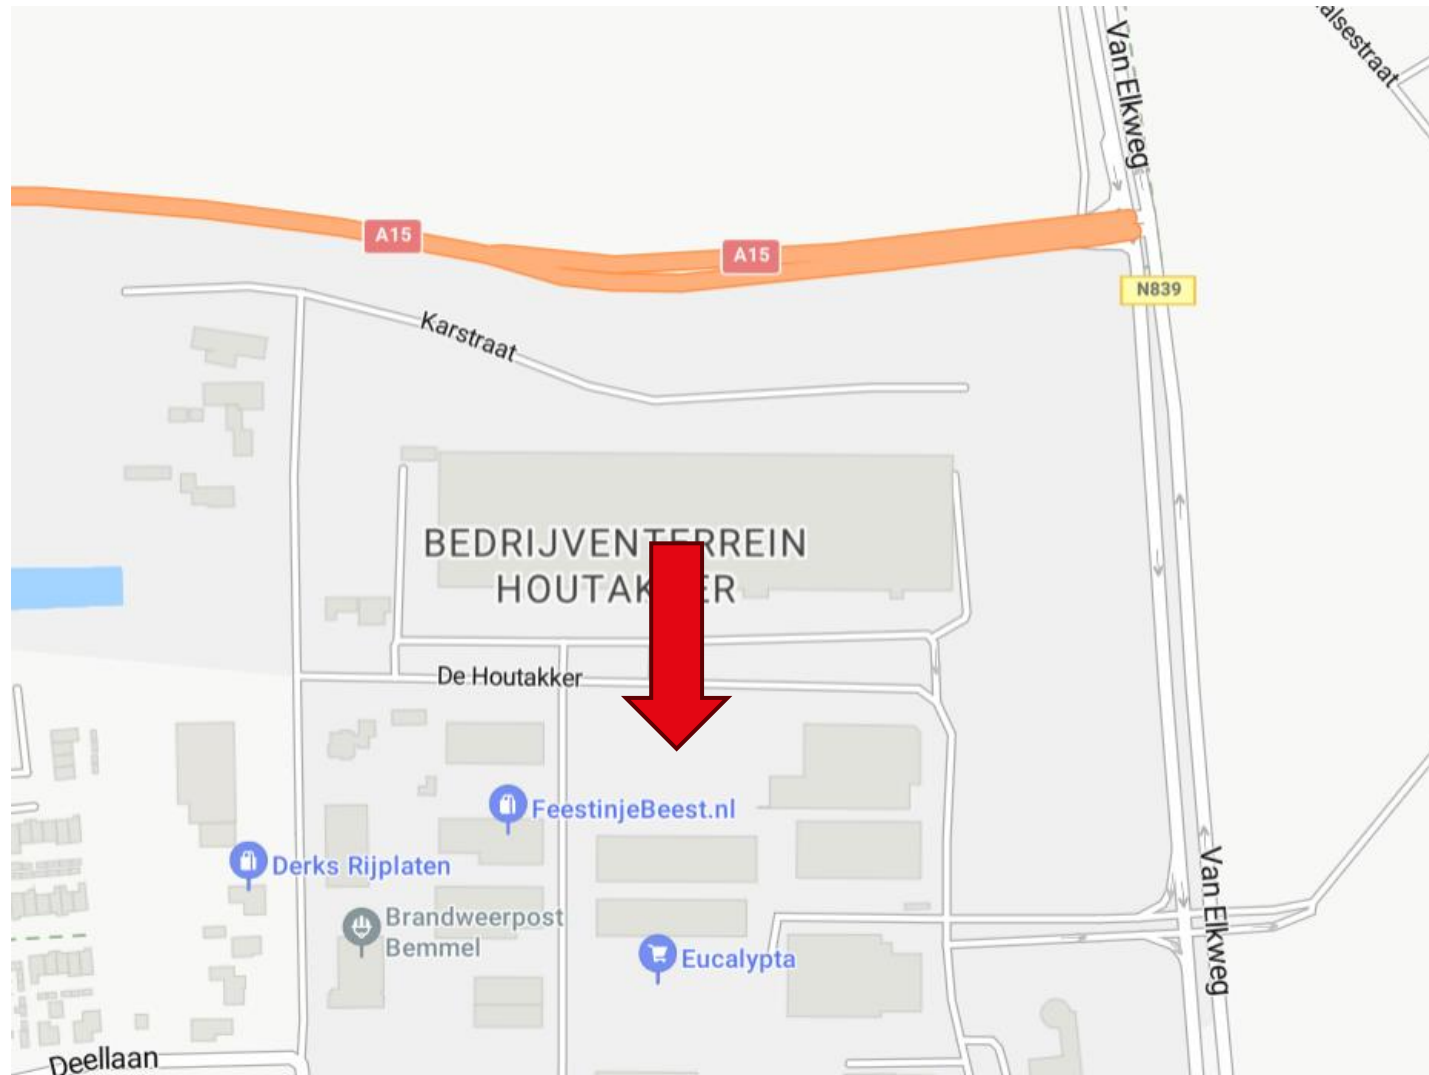 Van Elkweg
alsestraat
A15
A15
N839
Karstraat
BEDRIJVENTERREIN
HOUTAKKER
De Houtakker
FeestinjeBeest.nl
Derks Rijplaten
Brandweerpost
Bemmel
Eucalypta
Van Elkweg
Deellaan